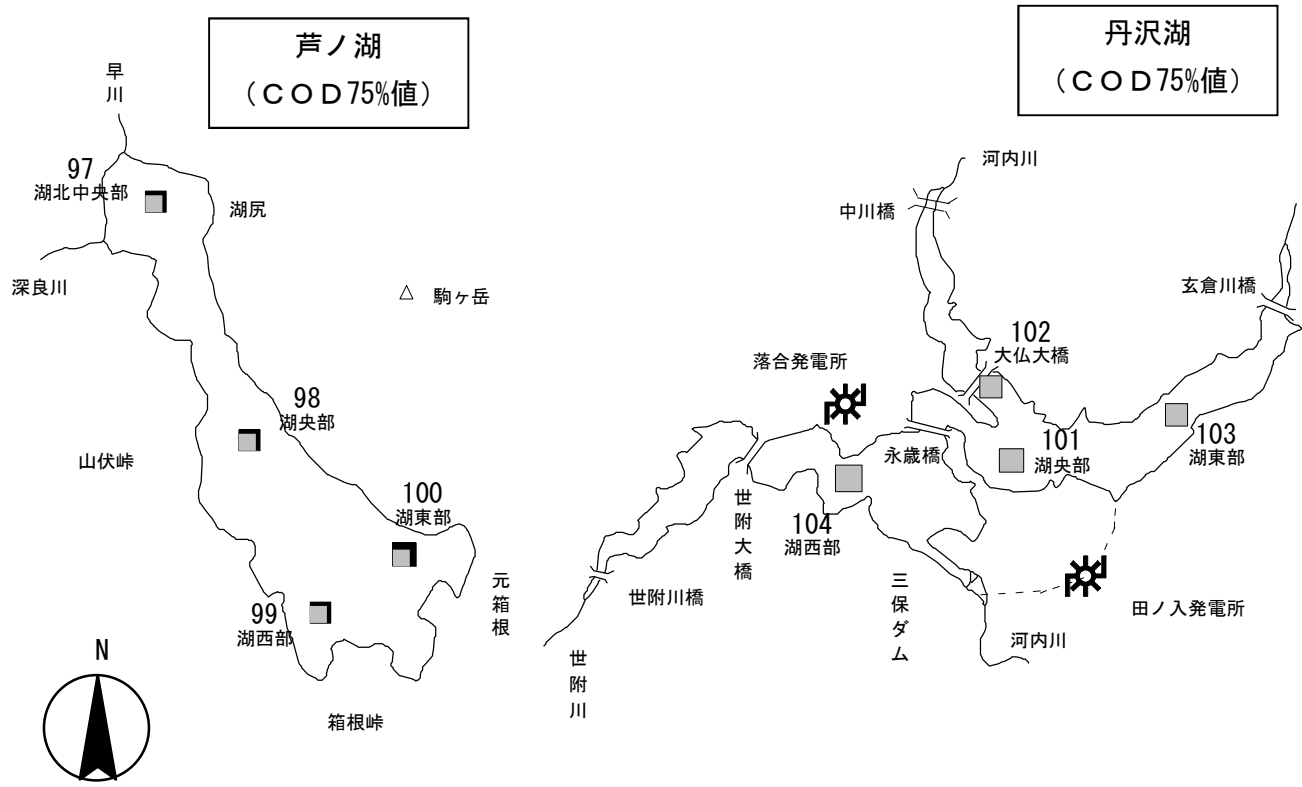 芦ノ湖
（ＣＯＤ75%値）
早川
97
湖北中央部
湖尻
深良川
駒ヶ岳
98
湖央部
山伏峠
100
湖東部
99
湖西部
元箱根
箱根峠
N
丹沢湖
（ＣＯＤ75%値）
河内川
中川橋
玄倉川橋
102
大仏大橋
落合発電所
103
湖東部
101
湖央部
永歳橋
104
湖西部
世附大橋
世附川橋
三保ダム
田ノ入発電所
河内川
世附川